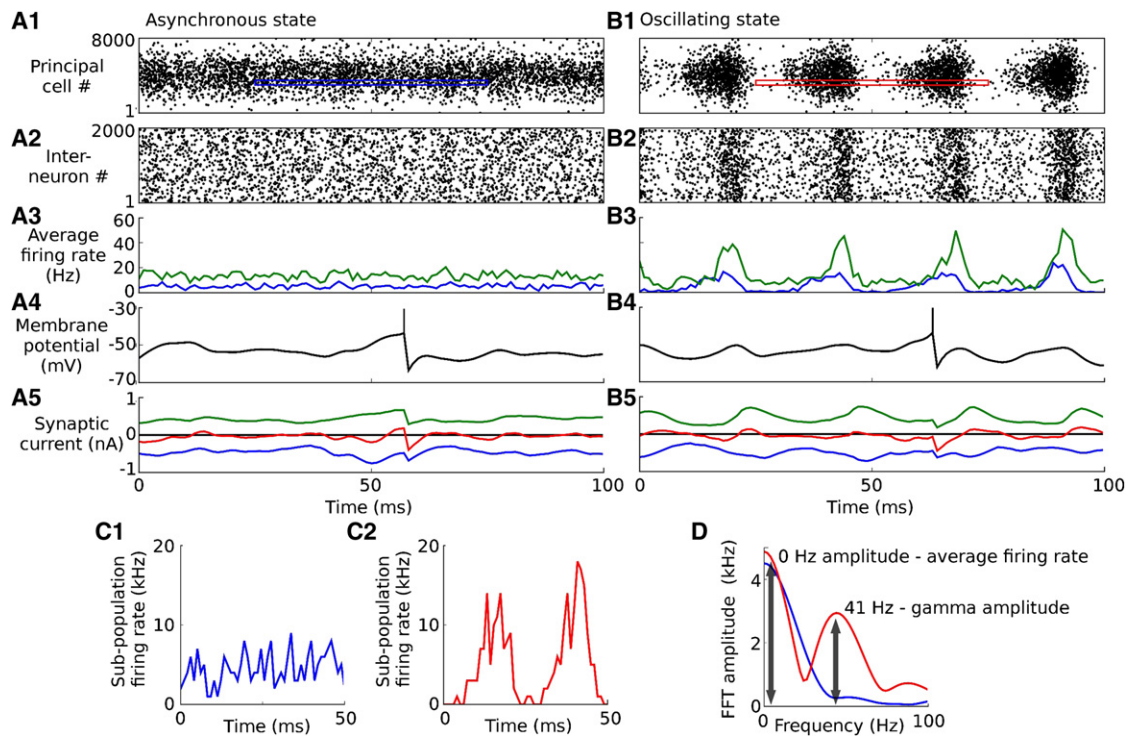 A1
Asynchronous state
8000
Principal
cell #
1
B1
Oscillating state
A2
2000
Inter-
neuron #
1
B2
A3
60
Average
firing rate
(Hz)
40
20
0
B3
A4
-30
Membrane
potential
(mV)
-50
-70
B4
A5
1
Synaptic
current (nA)
0
-1
0
50
100
Time (ms)
B5
0
50
100
Time (ms)
C1
Sub-population
firing rate (kHz)
20
10
0
0
50
Time (ms)
C2
Sub-population
firing rate (kHz)
20
10
0
0
50
Time (ms)
D
FFT amplitude (kHz)
4
2
0
0 Hz amplitude - average firing rate
41 Hz - gamma amplitude
0
100
Frequency (Hz)